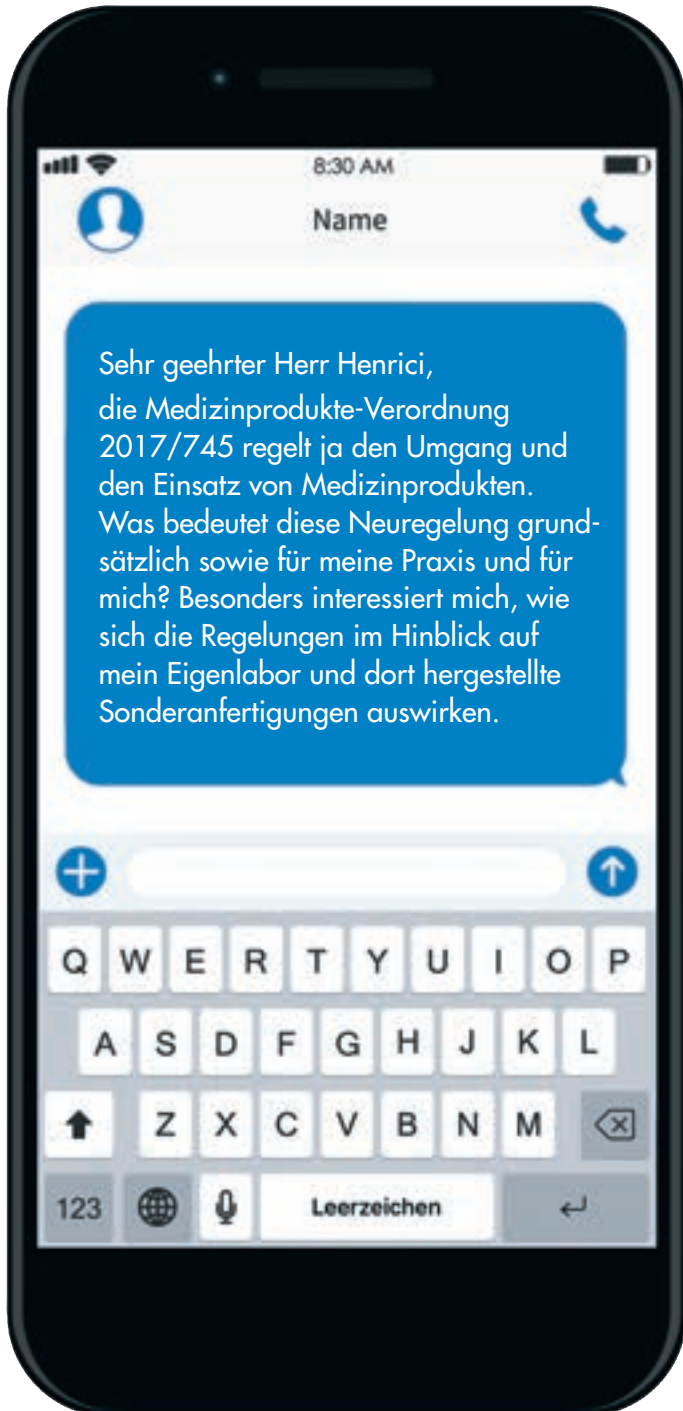 8:30 AM
Name
Sehr geehrter Herr Henrici,
die Medizinprodukte-Verordnung
2017/745 regelt ja den Umgang und
den Einsatz von Medizinprodukten.
Was bedeutet diese Neuregelung grund-
sätzlich sowie für meine Praxis und für
mich? Besonders interessiert mich, wie
sich die Regelungen im Hinblick auf
mein Eigenlabor und dort hergestellte
Sonderanfertigungen auswirken.
Q W E R T Y U I O P
A S D F G H J K L
Z X C V B N M
123 Leerzeichen